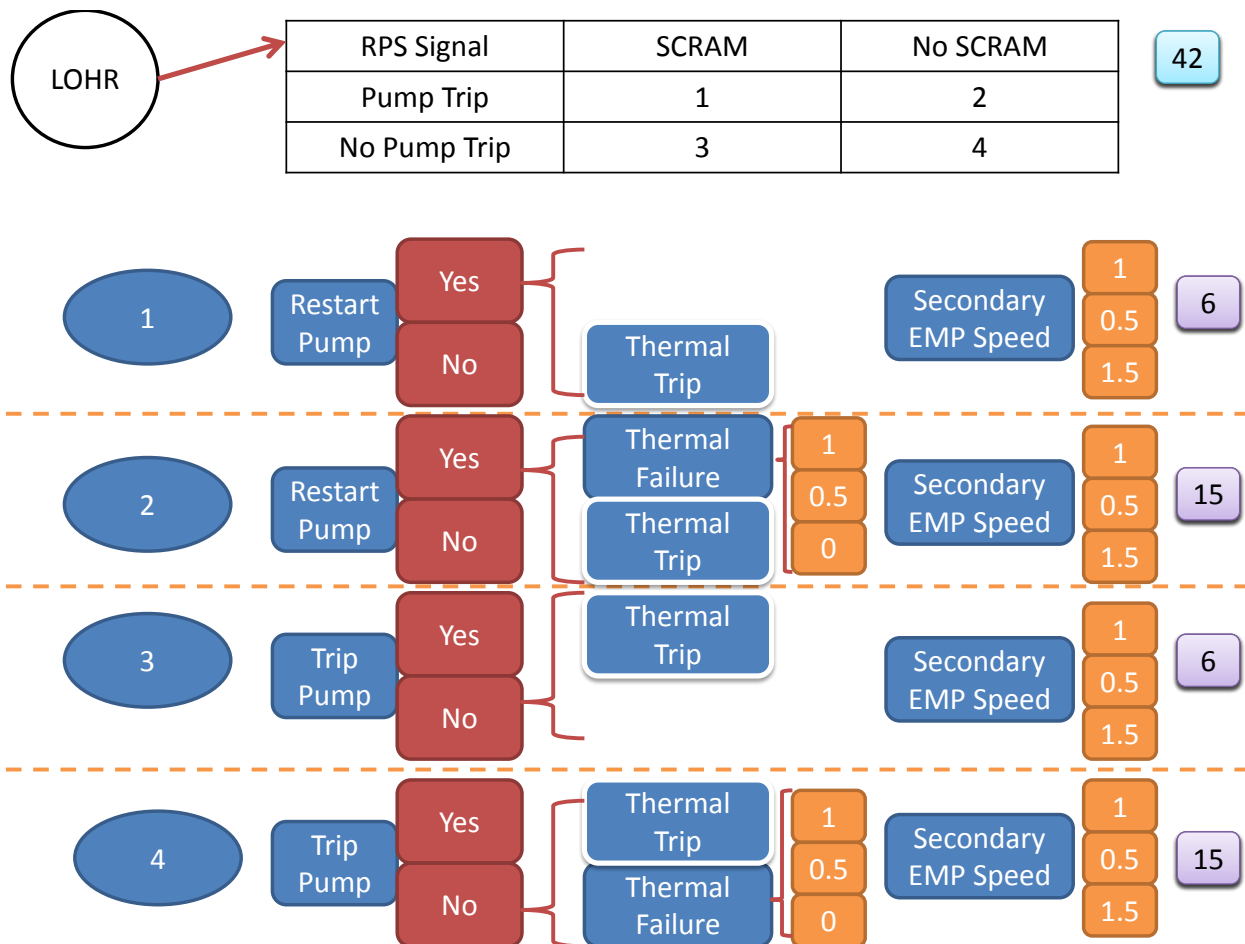 LOHR
RPS Signal SCRAM No SCRAM
Pump Trip 1 2
No Pump Trip 3 4
42
1
Restart
Pump
Yes
No
Thermal
Trip
Secondary
EMP Speed
1
0.5
1.5
6
2
Restart
Pump
Yes
No
Thermal
Failure
Thermal
Trip
1
0.5
0
Secondary
EMP Speed
1
0.5
1.5
15
3
Trip
Pump
Yes
No
Thermal
Trip
Secondary
EMP Speed
1
0.5
1.5
6
4
Trip
Pump
Yes
No
Thermal
Trip
Thermal
Failure
1
0.5
0
Secondary
EMP Speed
1
0.5
1.5
15